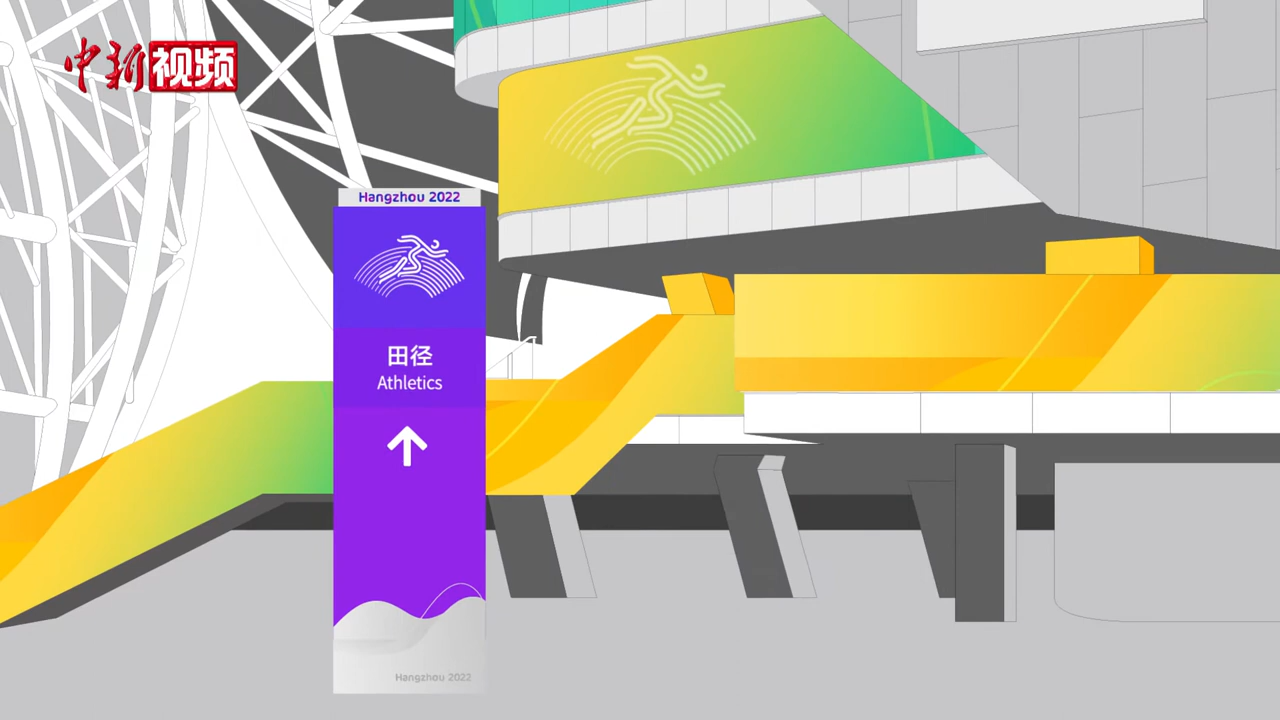 中新视频
Hangzhou 2022
田径
Athletics
Hangzhou 2022